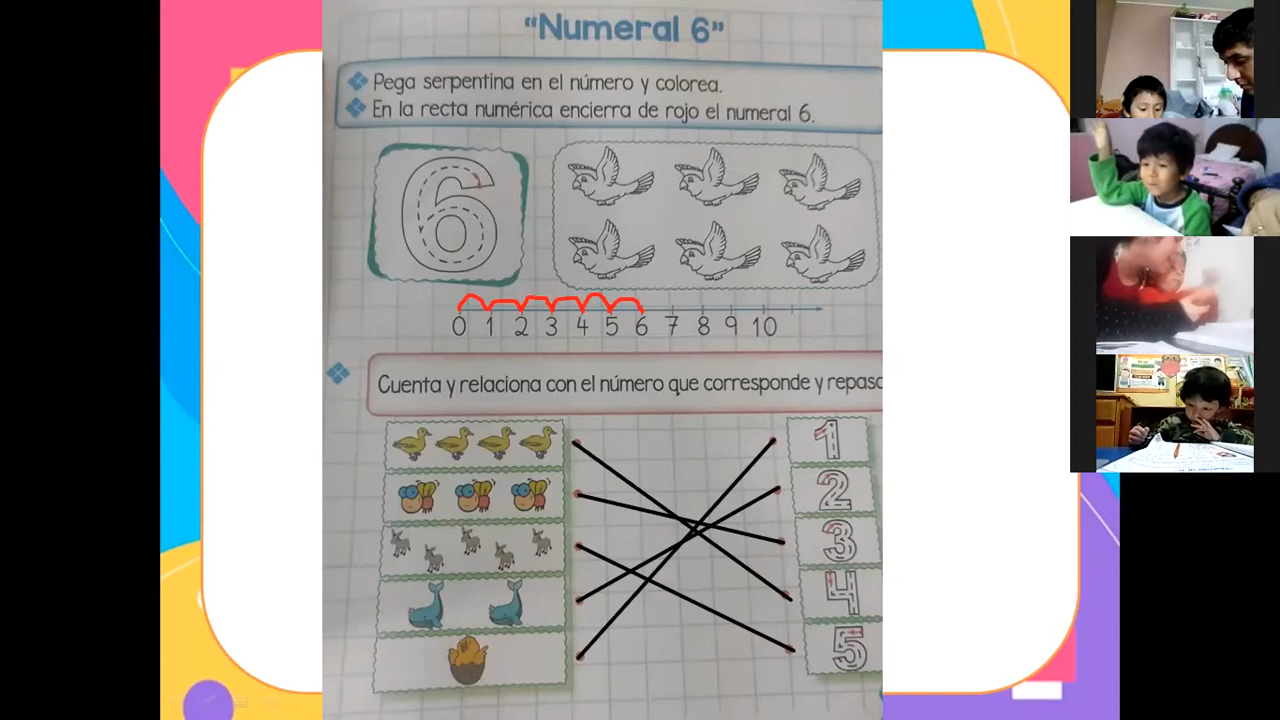 “Numeral 6”
Pega serpentina en el número y colorea.
En la recta numérica encierra de rojo el numeral 6.
6
0 1 2 3 4 5 6 7 8 9 10
Cuenta y relaciona con el número que corresponde y repasa
1
2
3
4
5